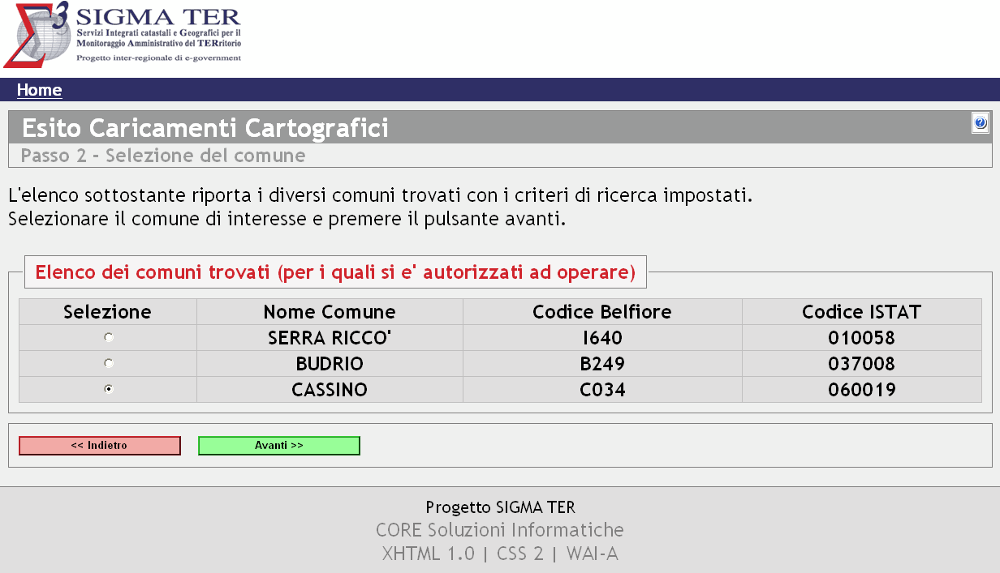 SIGMA TER
Servizi Integrati catastali e Geografici per il
Monitoraggio Amministrativo del TERritorio
Progetto inter-regionale di e-government
Home
Esito Caricamenti Cartografici
?
Passo 2 - Selezione del comune
L'elenco sottostante riporta i diversi comuni trovati con i criteri di ricerca impostati.
Selezionare il comune di interesse e premere il pulsante avanti.
Elenco dei comuni trovati (per i quali si e' autorizzati ad operare)
Selezione Nome Comune Codice Belfiore Codice ISTAT
SERRA RICCO' I640 010058
BUDRIO B249 037008
CASSINO C034 060019
<< Indietro Avanti >>
Progetto SIGMA TER
CORE Soluzioni Informatiche
XHTML 1.0 | CSS 2 | WAI-A